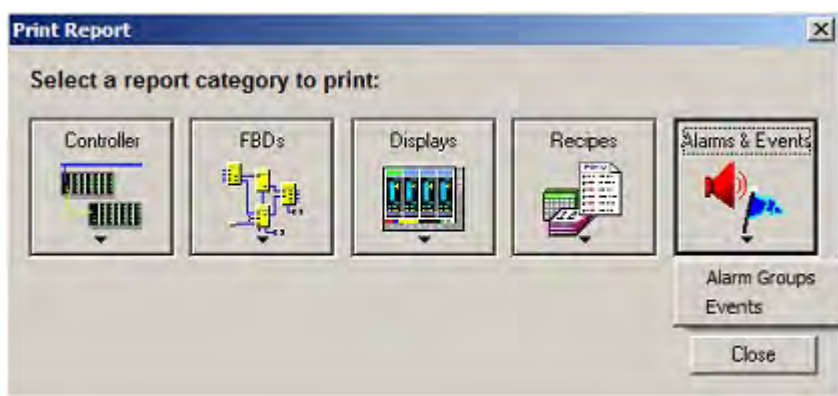 Print Report
Select a report category to print:
Controller
FBDs
Displays
Recipes
Alarms & Events
Alarm Groups
Events
Close